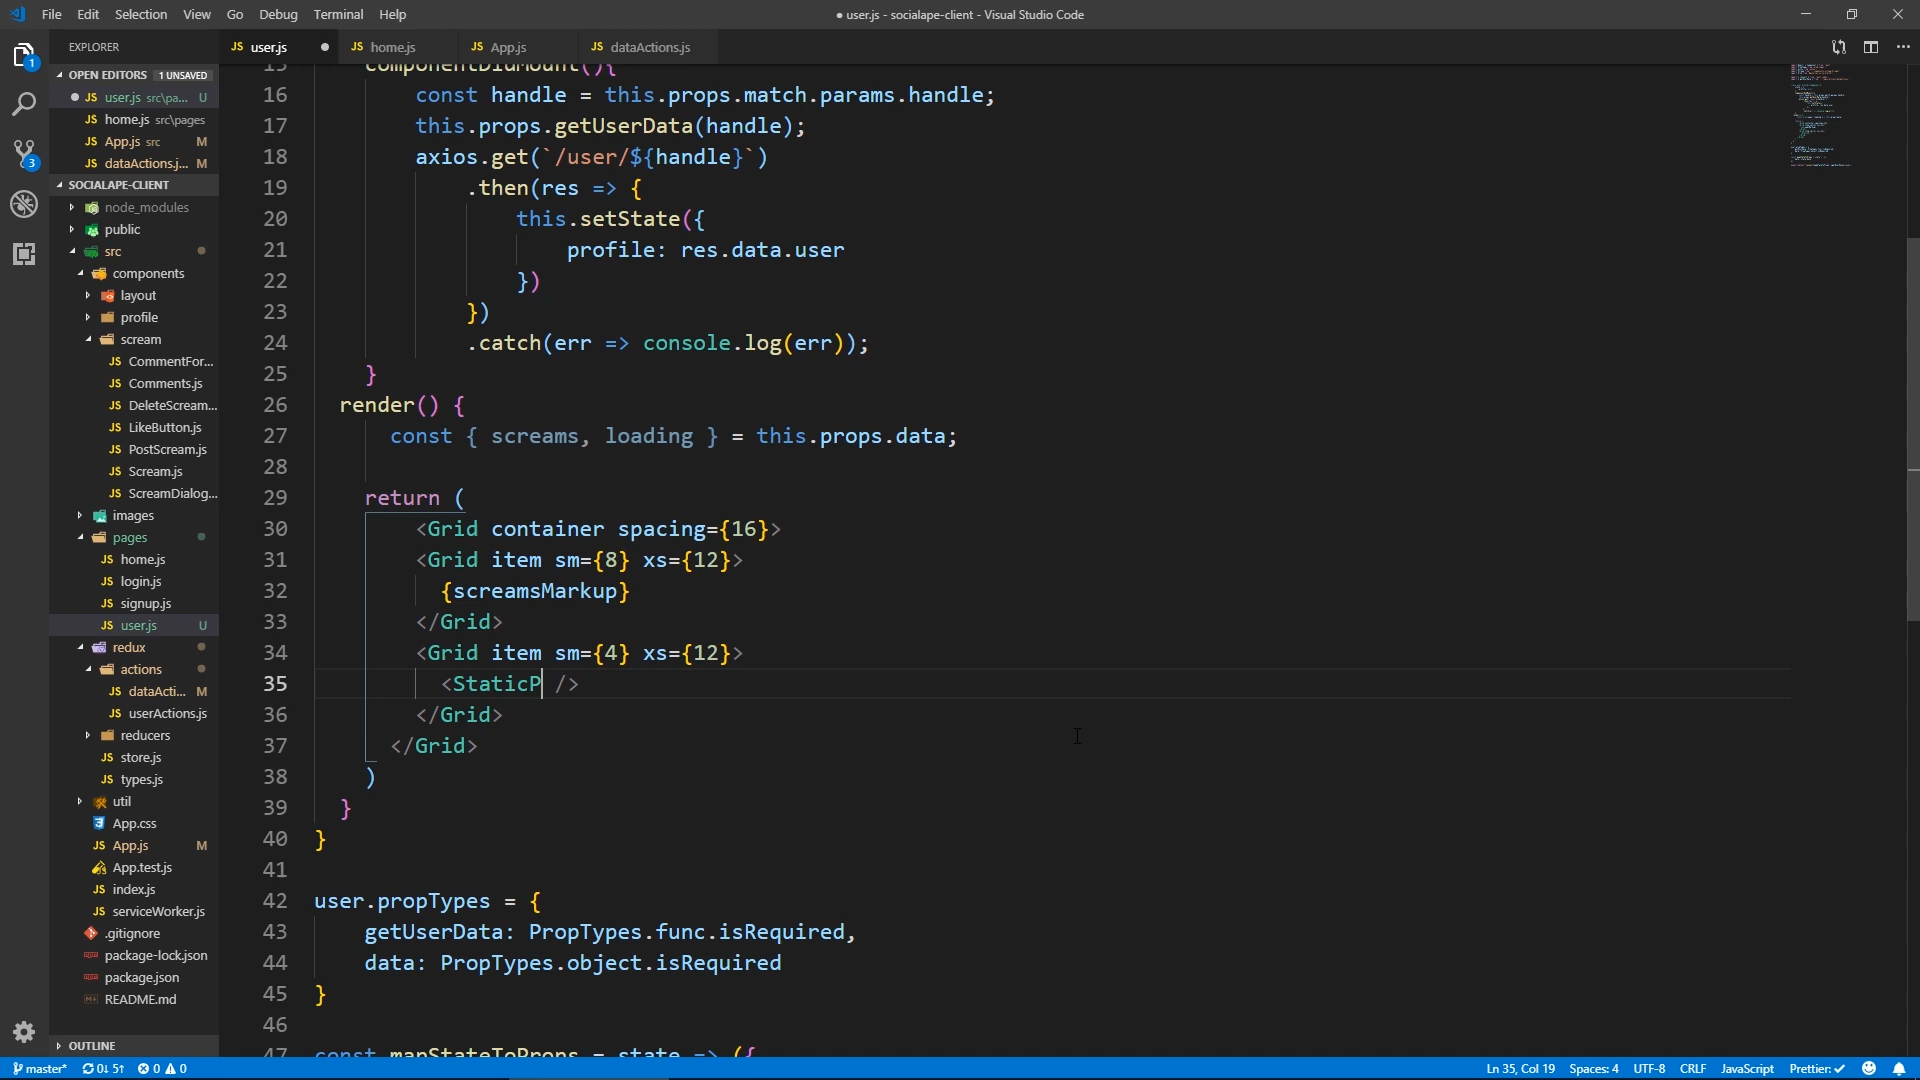 File Edit Selection View Go Debug Terminal Help
● user.js - socialape-client - Visual Studio Code
EXPLORER
JS user.js ●
JS home.js
JS App.js
JS dataActions.js
OPEN EDITORS 1 UNSAVED
● JS user.js src\pa... U
JS home.js src\pages
JS App.js src M
JS dataActions.j... M
SOCIALAPE-CLIENT
node_modules
public
src
components
layout
profile
scream
JS CommentFor...
JS Comments.js
JS DeleteScream...
JS LikeButton.js
JS PostScream.js
JS Scream.js
JS ScreamDialog...
images
pages
JS home.js
JS login.js
JS signup.js
JS user.js U
redux
actions
JS dataActi... M
JS userActions.js
reducers
JS store.js
JS types.js
util
App.css
JS App.js M
App.test.js
JS index.js
JS serviceWorker.js
.gitignore
package-lock.json
package.json
README.md
OUTLINE
1
3
15 componentDidMount(){
16 const handle = this.props.match.params.handle;
17 this.props.getUserData(handle);
18 axios.get(`/user/${handle}`)
19 .then(res => {
20 this.setState({
21 profile: res.data.user
22 })
23 })
24 .catch(err => console.log(err));
25 }
26 render() {
27 const { screams, loading } = this.props.data;
28
29 return (
30 <Grid container spacing={16}>
31 <Grid item sm={8} xs={12}>
32 {screamsMarkup}
33 </Grid>
34 <Grid item sm={4} xs={12}>
35 <StaticP />
36 </Grid>
37 </Grid>
38 )
39 }
40 }
41
42 user.propTypes = {
43 getUserData: PropTypes.func.isRequired,
44 data: PropTypes.object.isRequired
45 }
46
47 const mapStateToProps = state => ({
master* 0↓ 5↑ 0 0
Ln 35, Col 19 Spaces: 4 UTF-8 CRLF JavaScript Prettier: ✓